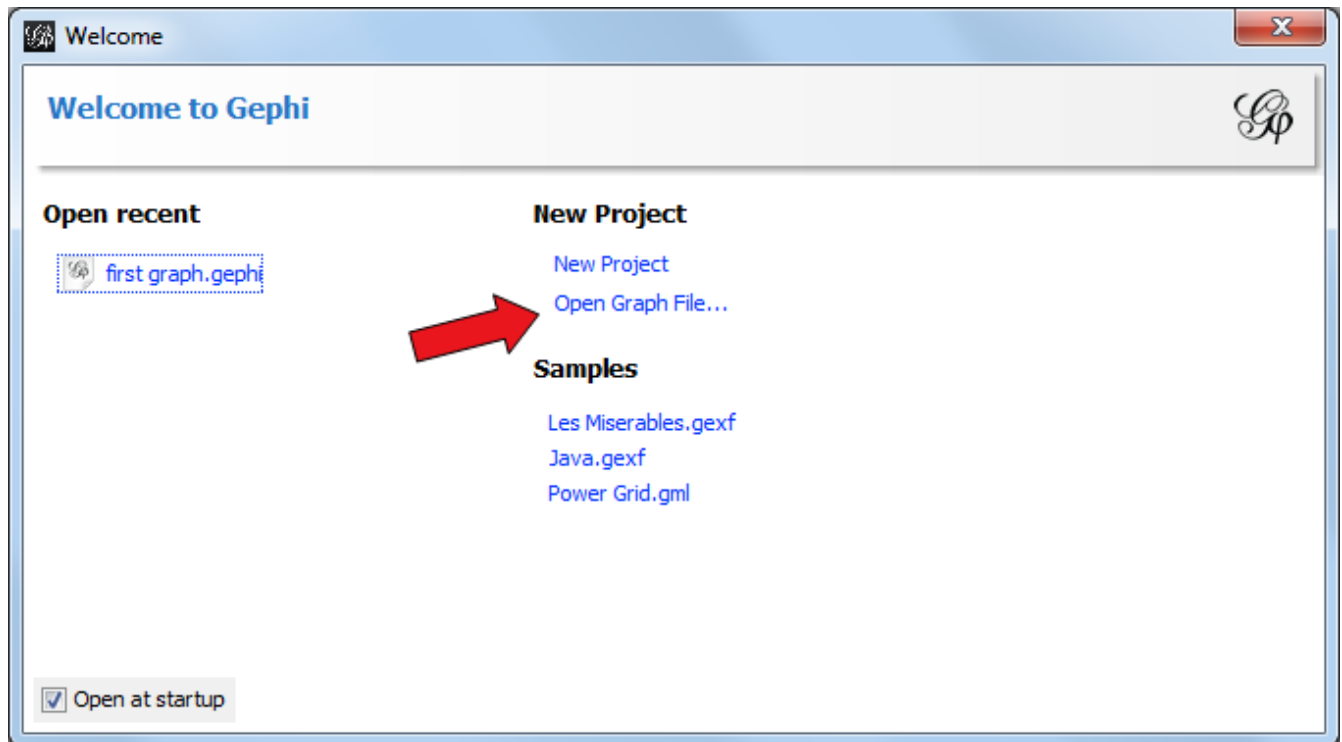 Welcome
Welcome to Gephi
Open recent
first graph.gephi
New Project
New Project
Open Graph File...
Samples
Les Miserables.gexf
Java.gexf
Power Grid.gml
Open at startup